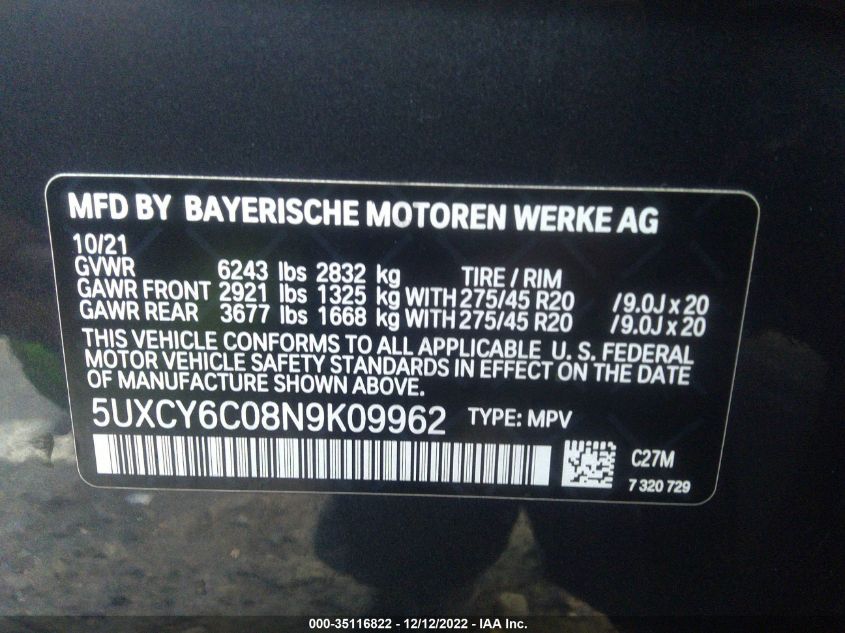 MFD BY BAYERISCHE MOTOREN WERKE AG
10/21
GVWR 6243 lbs 2832 kg TIRE / RIM
GAWR FRONT 2921 lbs 1325 kg WITH 275/45 R20 / 9.0J x 20
GAWR REAR 3677 lbs 1668 kg WITH 275/45 R20 / 9.0J x 20
THIS VEHICLE CONFORMS TO ALL APPLICABLE U. S. FEDERAL
MOTOR VEHICLE SAFETY STANDARDS IN EFFECT ON THE DATE
OF MANUFACTURE SHOWN ABOVE.
5UXCY6C08N9K09962 TYPE: MPV
C27M
7 320 729
000-35116822 - 12/12/2022 - IAA Inc.